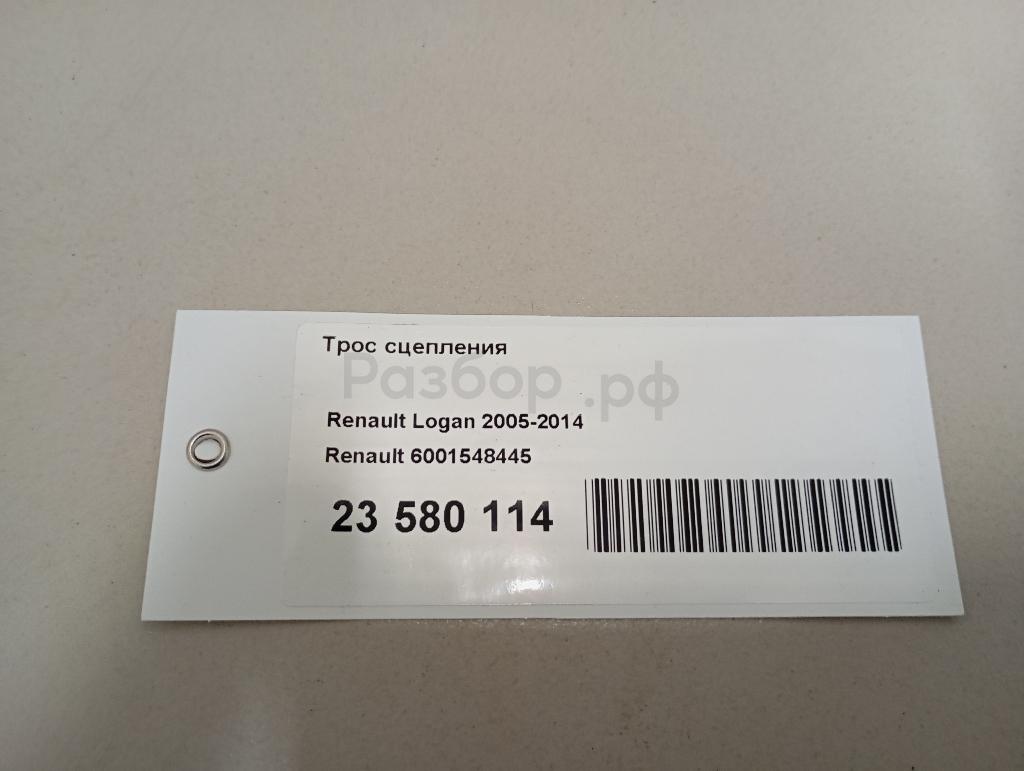 Трос сцепления
Разбор.рф
Renault Logan 2005-2014
Renault 6001548445
23 580 114